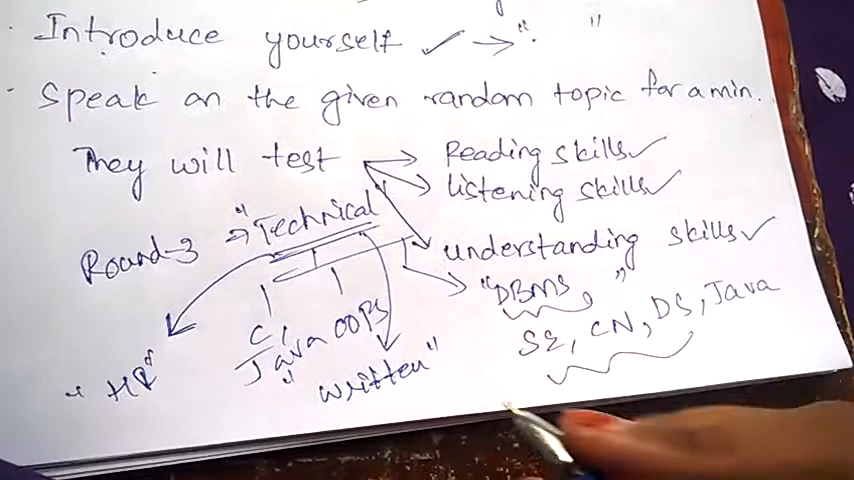 Introduce yourself ✓ → " "
Speak on the given random topic for a min.
They will test → Reading skills ✓
→ listening skills ✓
→ understanding skills ✓
Round-3 → "Technical"
→ "DBMS"
SE, CN, DS, Java
C/
Java
OOPS
"written"
"HR"